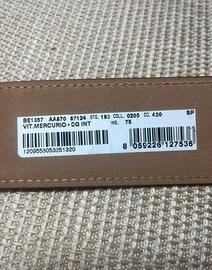 BE1357 AA870 87124 STG. 193 COLL. 0205 CC. 420 SP
VIT.MERCURIO+DG INT MIS. 75
8 059226 127536
1209553053251320